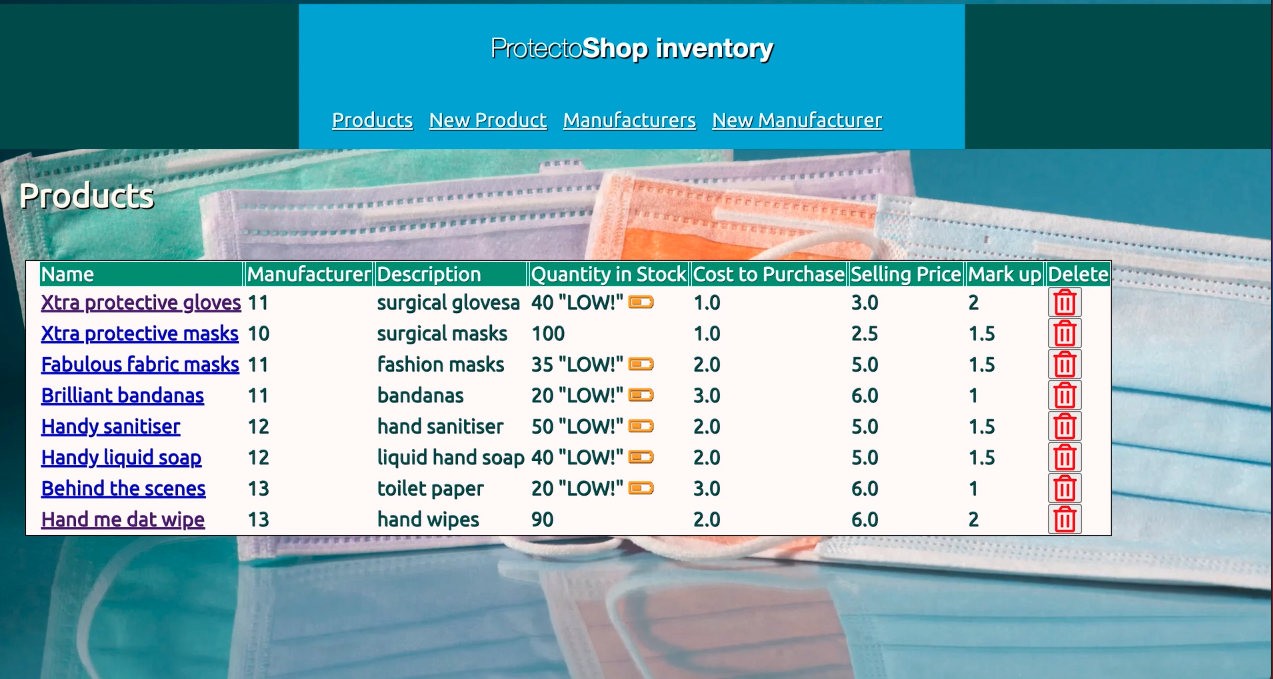 ProtectoShop inventory
Products New Product Manufacturers New Manufacturer
Products
Name Manufacturer Description Quantity in Stock Cost to Purchase Selling Price Mark up Delete
Xtra protective gloves 11 surgical glovesa 40 "LOW!" 1.0 3.0 2
Xtra protective masks 10 surgical masks 100 1.0 2.5 1.5
Fabulous fabric masks 11 fashion masks 35 "LOW!" 2.0 5.0 1.5
Brilliant bandanas 11 bandanas 20 "LOW!" 3.0 6.0 1
Handy sanitiser 12 hand sanitiser 50 "LOW!" 2.0 5.0 1.5
Handy liquid soap 12 liquid hand soap 40 "LOW!" 2.0 5.0 1.5
Behind the scenes 13 toilet paper 20 "LOW!" 3.0 6.0 1
Hand me dat wipe 13 hand wipes 90 2.0 6.0 2